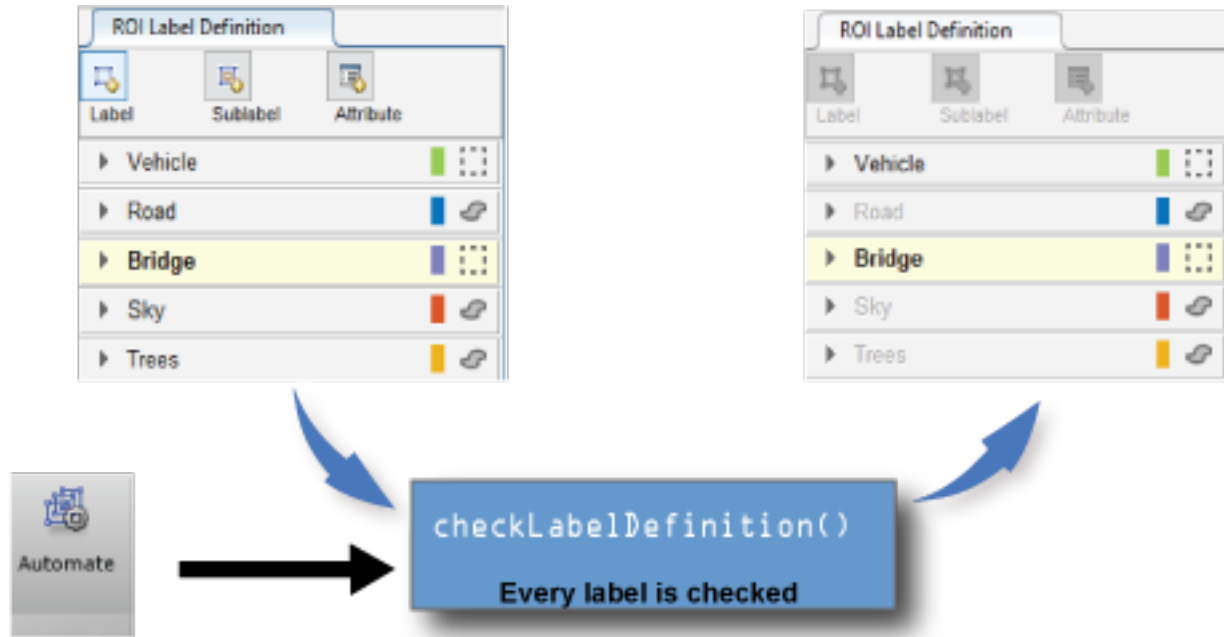 ROI Label Definition
Label Sublabel Attribute
Vehicle
Road
Bridge
Sky
Trees
ROI Label Definition
Label Sublabel Attribute
Vehicle
Road
Bridge
Sky
Trees
Automate
checkLabelDefinition()
Every label is checked